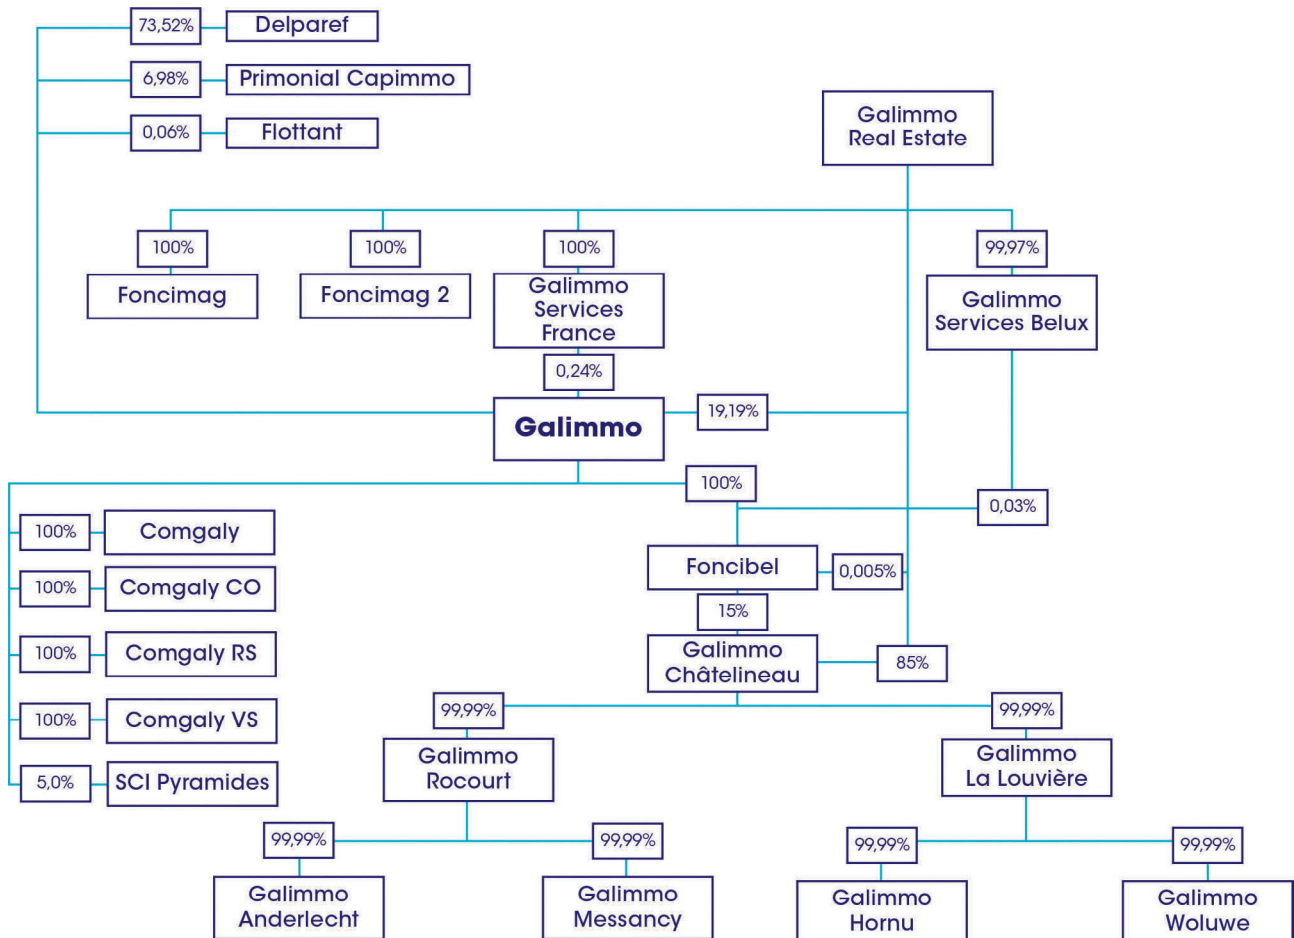 73,52%
Delparef
6,98%
Primonial Capimmo
0,06%
Flottant
Galimmo
Real Estate
100%
100%
100%
99,97%
Foncimag
Foncimag 2
Galimmo
Services
France
Galimmo
Services Belux
0,24%
Galimmo
19,19%
100%
0,03%
100%
Comgaly
100%
Comgaly CO
100%
Comgaly RS
100%
Comgaly VS
5,0%
SCI Pyramides
Foncibel
0,005%
15%
Galimmo
Châtelineau
85%
99,99%
99,99%
Galimmo
Rocourt
Galimmo
La Louvière
99,99%
99,99%
99,99%
99,99%
Galimmo
Anderlecht
Galimmo
Messancy
Galimmo
Hornu
Galimmo
Woluwe